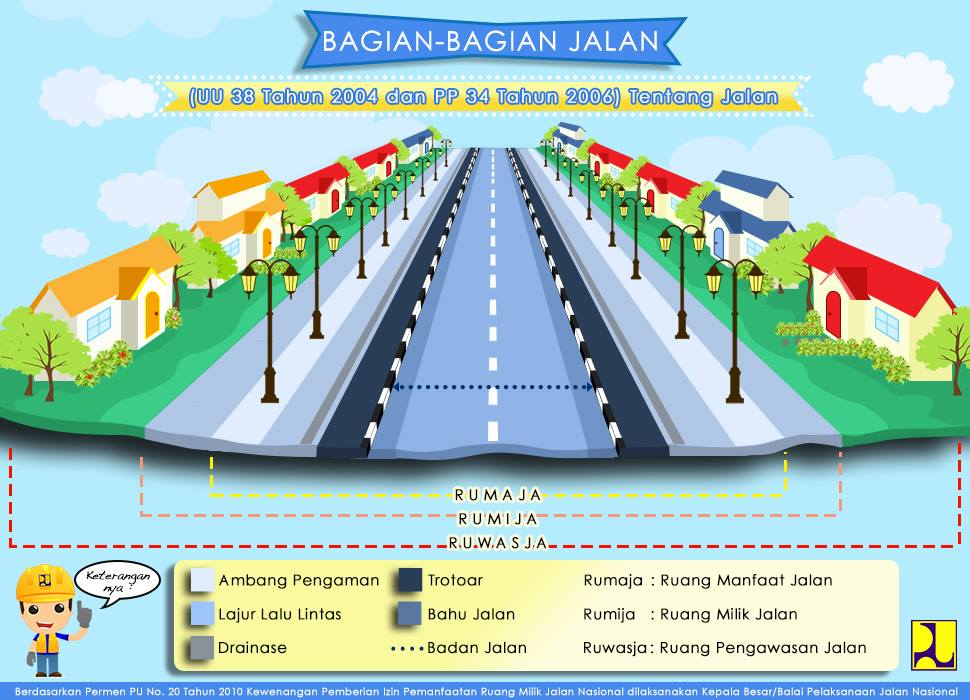 BAGIAN-BAGIAN JALAN
(UU 38 Tahun 2004 dan PP 34 Tahun 2006) Tentang Jalan
RUMAJA
RUMIJA
RUWASJA
Keterangan
nya ?
Ambang Pengaman
Trotoar
Rumaja : Ruang Manfaat Jalan
Lajur Lalu Lintas
Bahu Jalan
Rumija : Ruang Milik Jalan
Drainase
Badan Jalan
Ruwasja : Ruang Pengawasan Jalan
Berdasarkan Permen PU No. 20 Tahun 2010 Kewenengan Pemberian Izin Pemanfaatan Ruang Milik Jalan Nasional dilaksanakan Kepala Besar/Balai Pelaksanaan Jalan Nasional